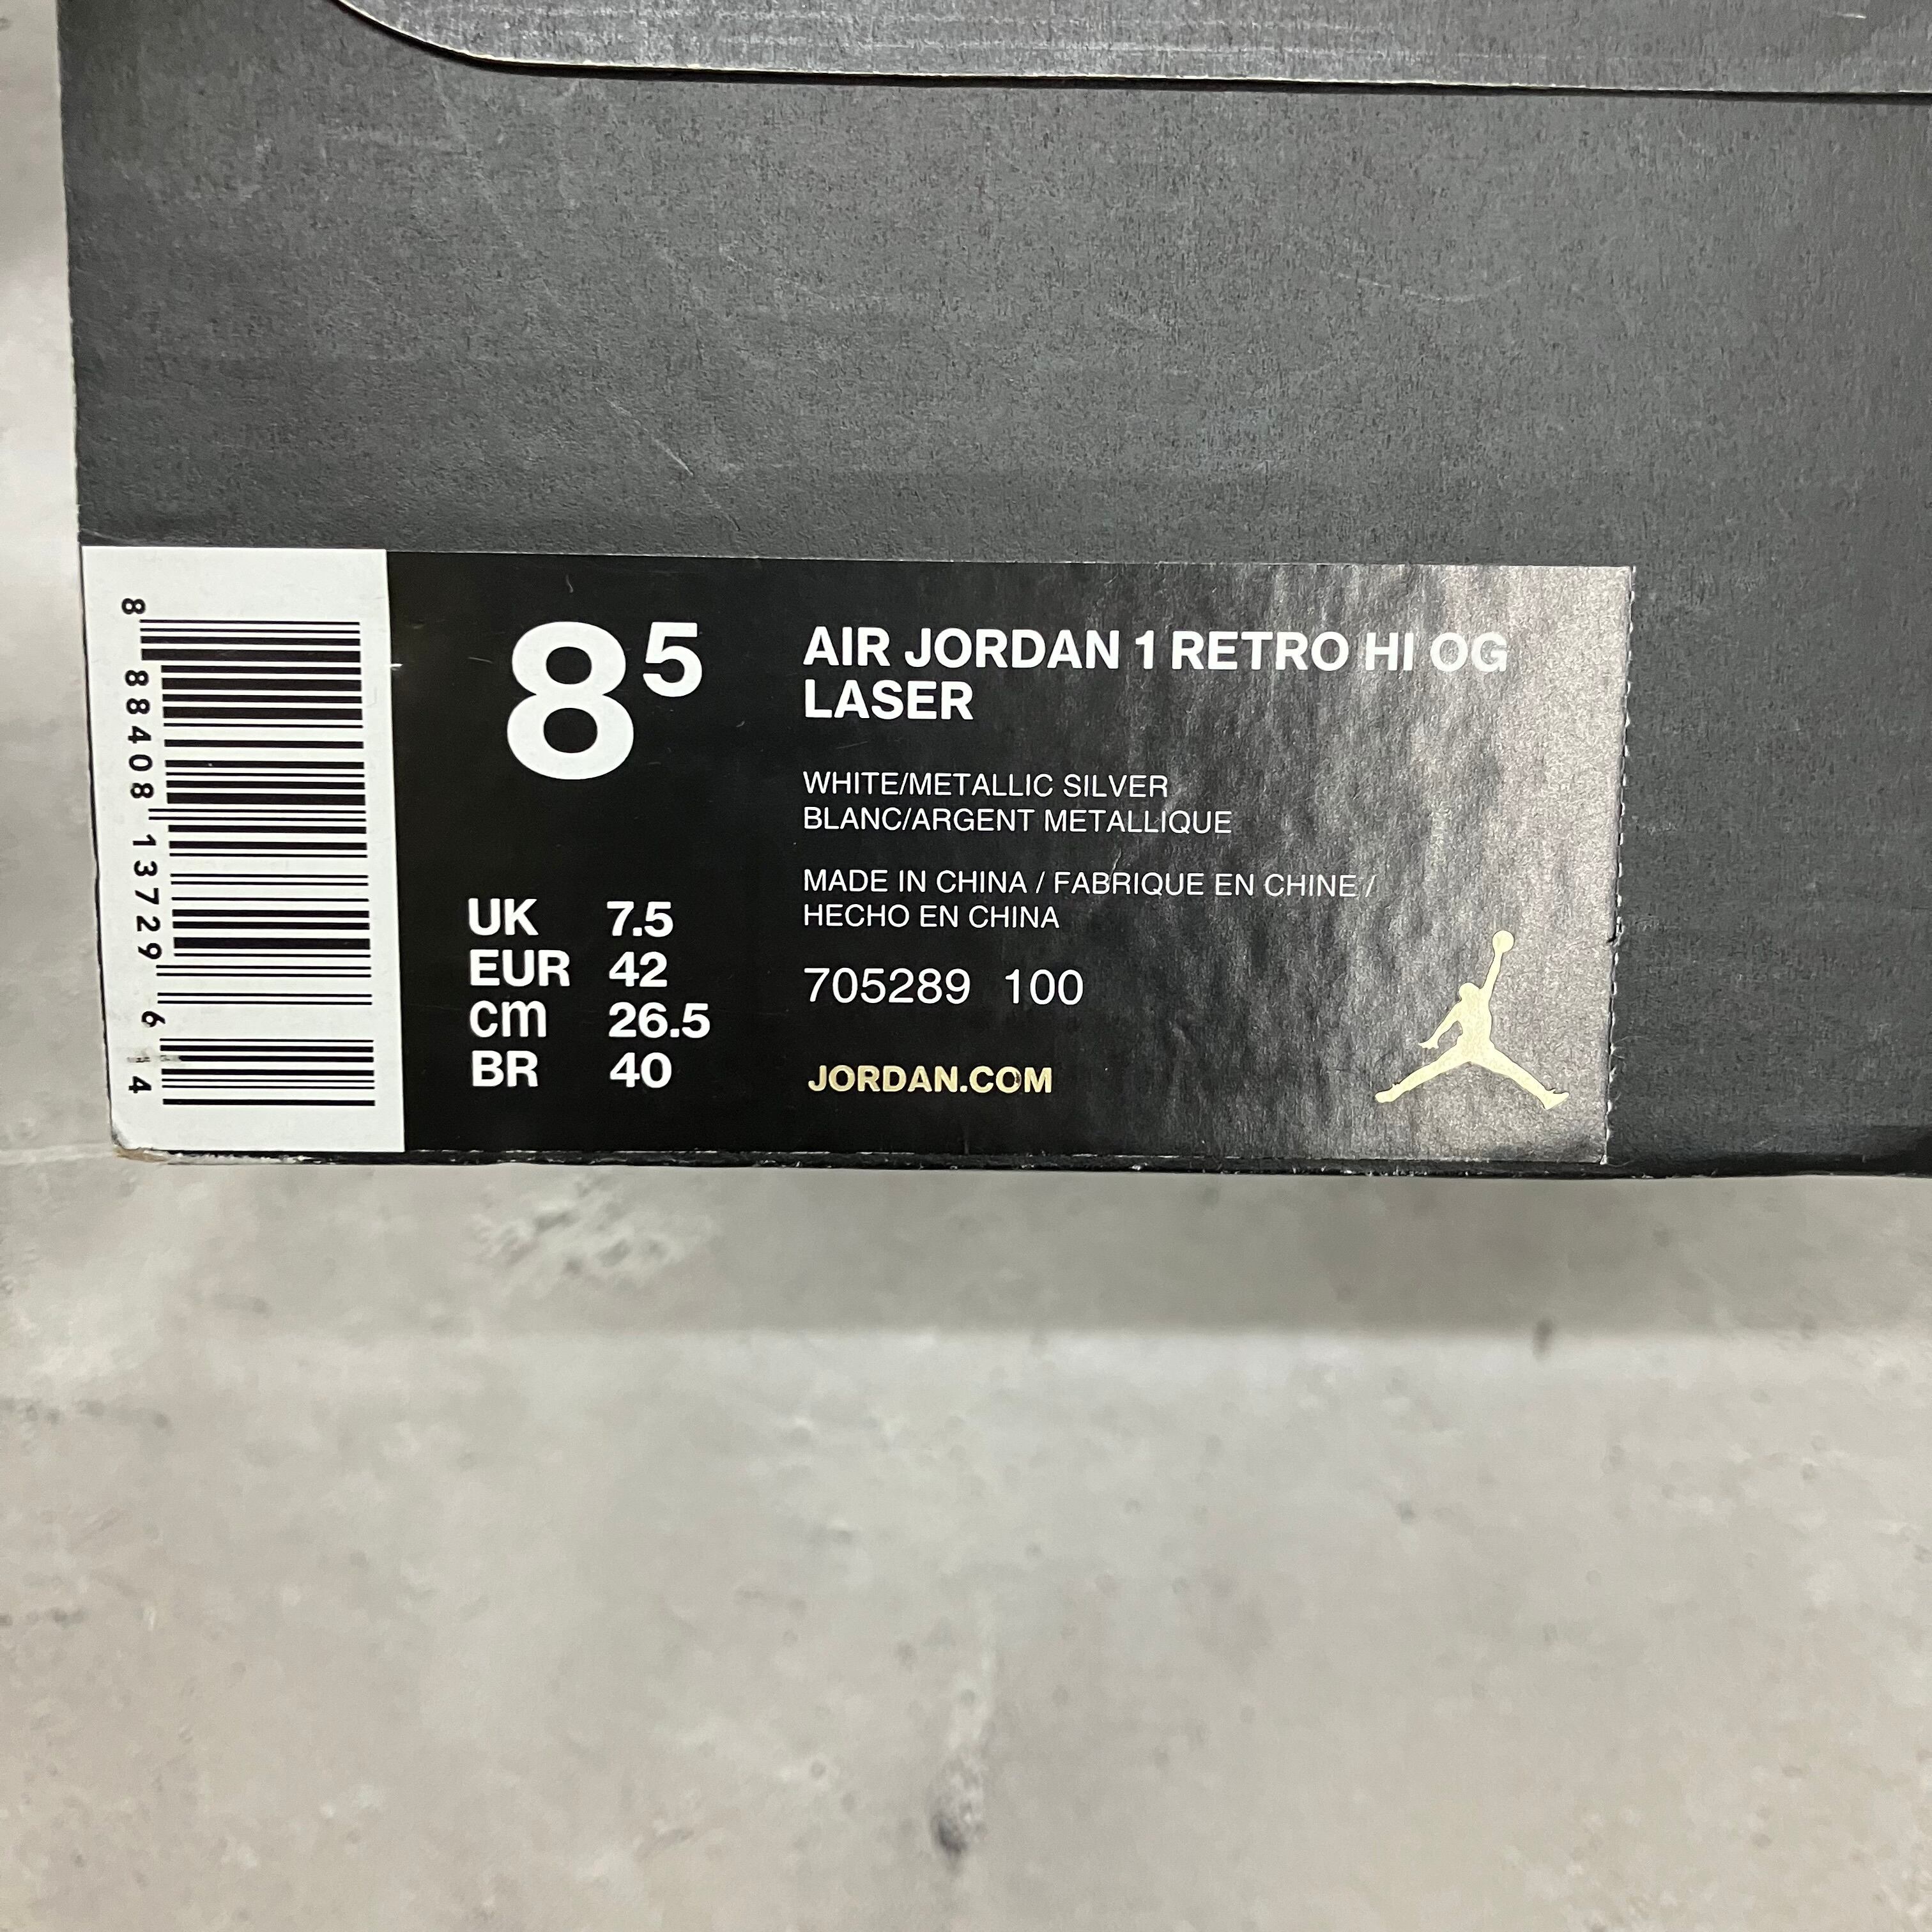 8 88408 13729 6 14
8 5
AIR JORDAN 1 RETRO HI OG
LASER
WHITE/METALLIC SILVER
BLANC/ARGENT METALLIQUE
MADE IN CHINA / FABRIQUE EN CHINE /
HECHO EN CHINA
UK 7.5
EUR 42
cm 26.5
BR 40
705289 100
JORDAN.COM